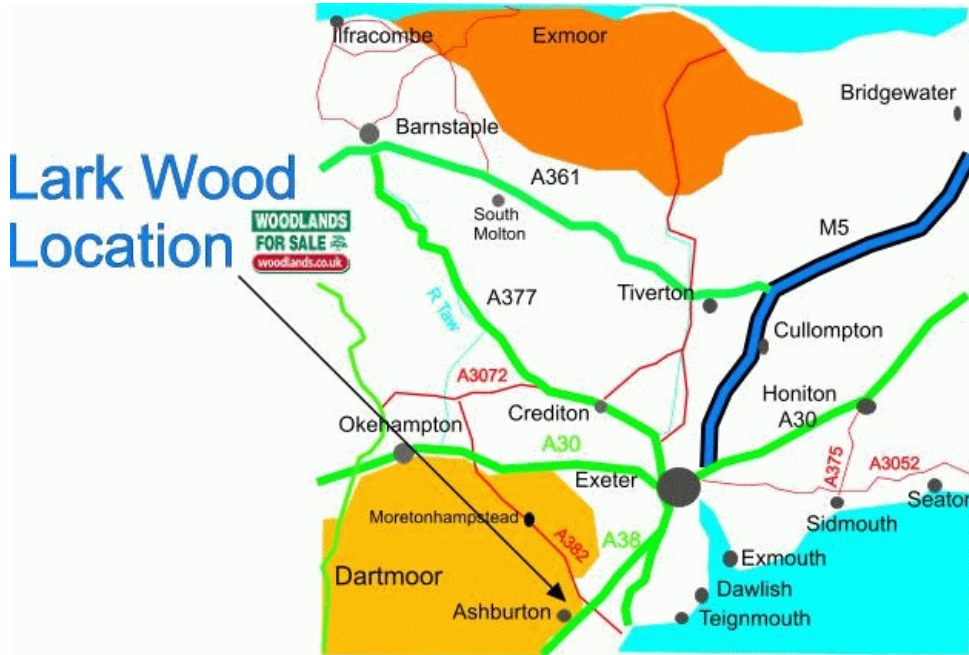 Ilfracombe
Exmoor
Bridgewater
Barnstaple
Lark Wood
Location
WOODLANDS
FOR SALE
woodlands.co.uk
A361
South
Molton
M5
A377
R Taw
Tiverton
Cullompton
A3072
Crediton
Honiton
A30
Okehampton
A30
Exeter
A375
A3052
Seaton
Sidmouth
Moretonhampstead
A382
A38
Exmouth
Dartmoor
Dawlish
Ashburton
Teignmouth